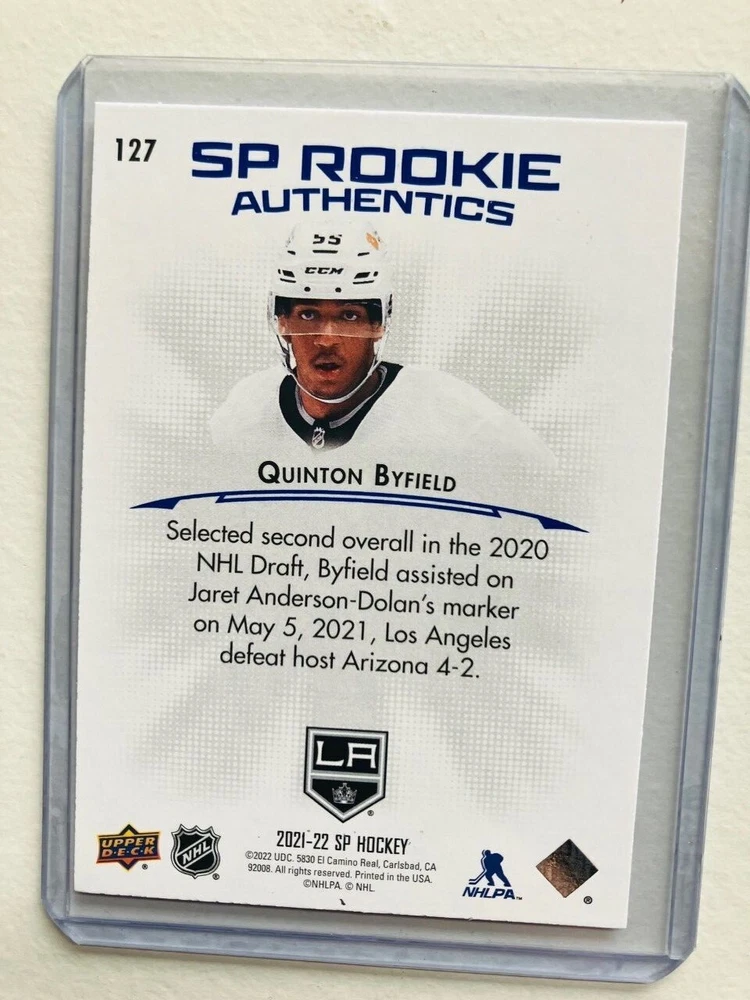 127
SP ROOKIE
AUTHENTICS
55
CCM
QUINTON BYFIELD
Selected second overall in the 2020
NHL Draft, Byfield assisted on
Jaret Anderson-Dolan's marker
on May 5, 2021, Los Angeles
defeat host Arizona 4-2.
LA
®
2021-22 SP HOCKEY
©2022 UDC. 5830 El Camino Real, Carlsbad, CA
92008. All rights reserved. Printed in the USA.
©NHLPA. © NHL.
UPPER
D·E·C·K
®
NHL
®
NHLPA™
®